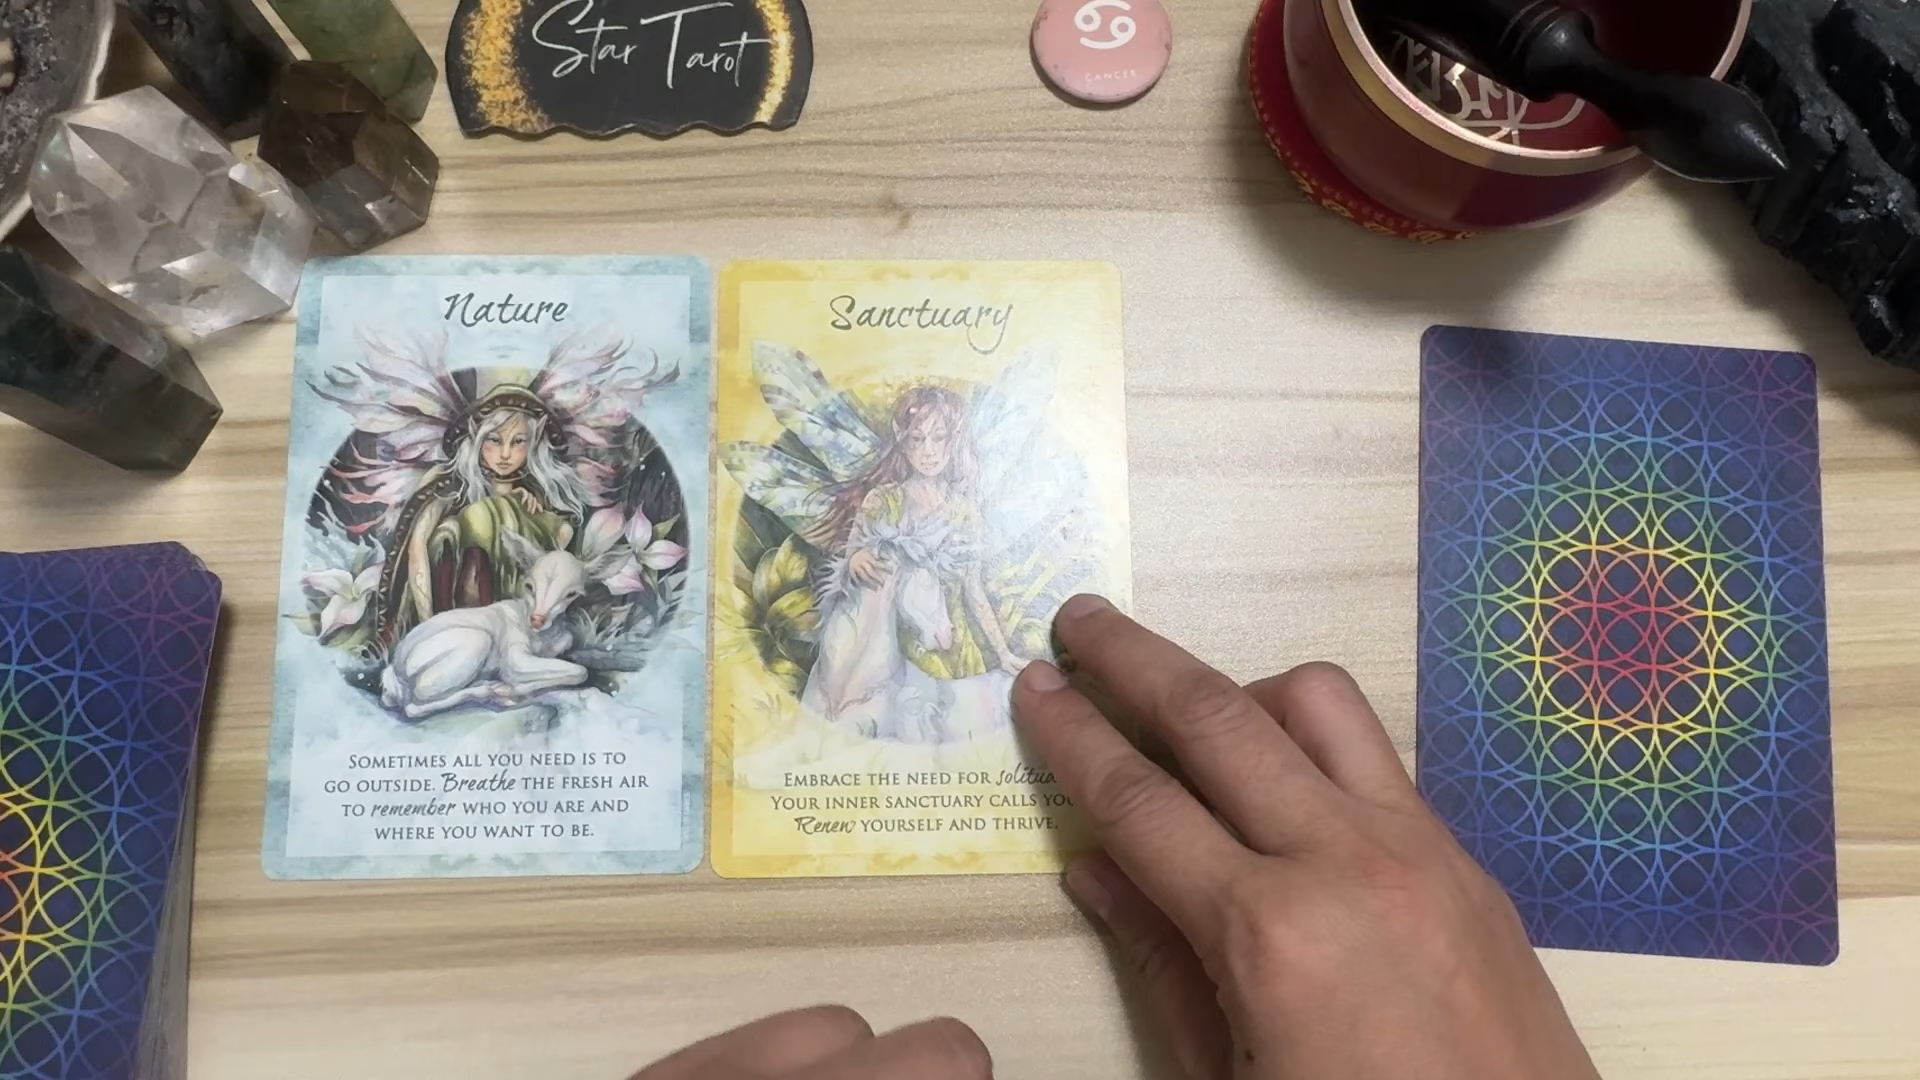 Star Tarot
CANCER
Nature
SOMETIMES ALL YOU NEED IS TO
GO OUTSIDE. Breathe THE FRESH AIR
TO remember WHO YOU ARE AND
WHERE YOU WANT TO BE.
Sanctuary
EMBRACE THE NEED FOR
YOUR INNER SANCTUARY CALLS
Renew YOURSELF AND THRIVE.